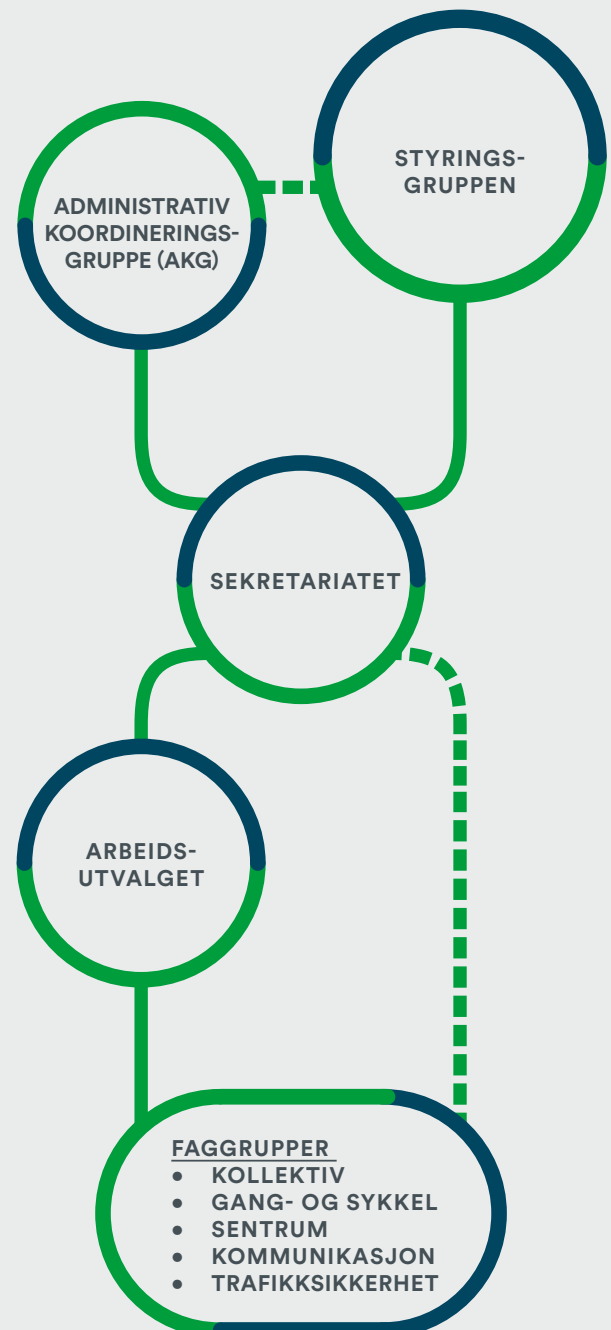 STYRINGS-
GRUPPEN
ADMINISTRATIV
KOORDINERINGS-
GRUPPE (AKG)
SEKRETARIATET
ARBEIDS-
UTVALGET
FAGGRUPPER
• KOLLEKTIV
• GANG- OG SYKKEL
• SENTRUM
• KOMMUNIKASJON
• TRAFIKKSIKKERHET